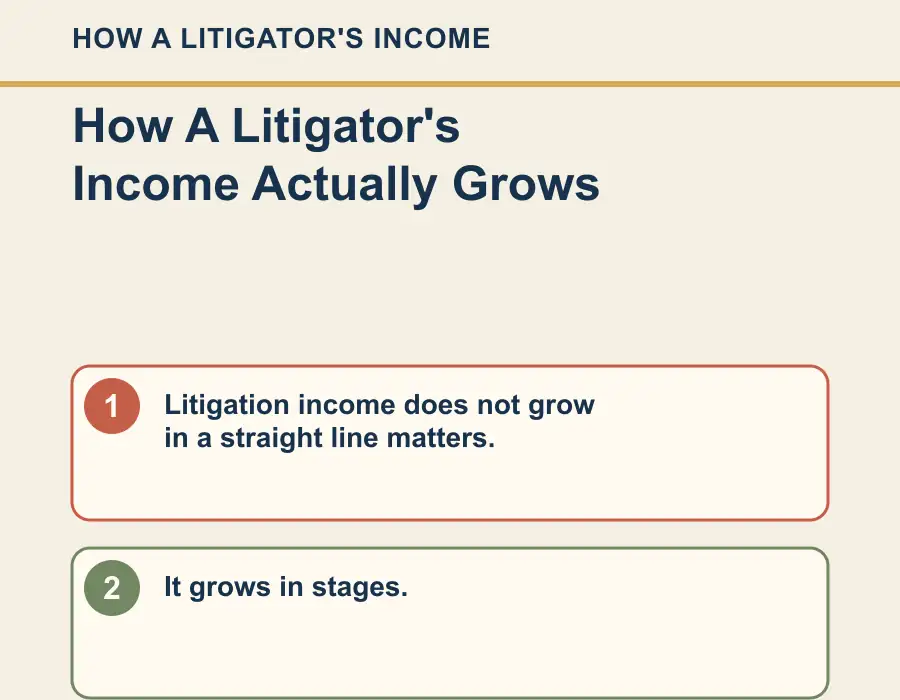 HOW A LITIGATOR'S INCOME
How A Litigator's
Income Actually Grows
1
Litigation income does not grow
in a straight line matters.
2
It grows in stages.